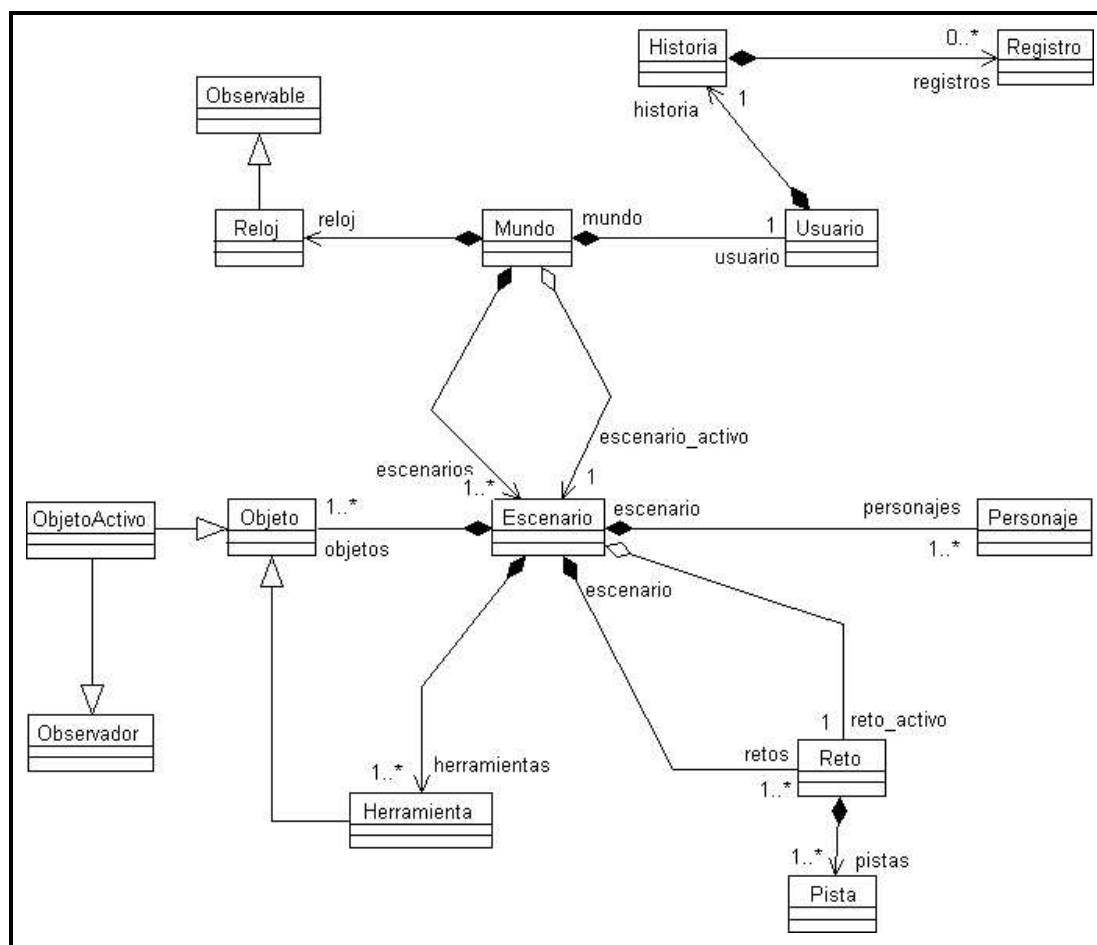 Historia
0..*
Registro
registros
historia
1
Observable
Reloj
reloj
Mundo
mundo
1
usuario
Usuario
escenario_activo
escenarios
1..*
1
ObjetoActivo
Objeto
1..*
objetos
Escenario
escenario
personajes
1..*
Personaje
escenario
Observador
1
reto_activo
retos
1..*
Reto
herramientas
1..*
Herramienta
1..*
pistas
Pista